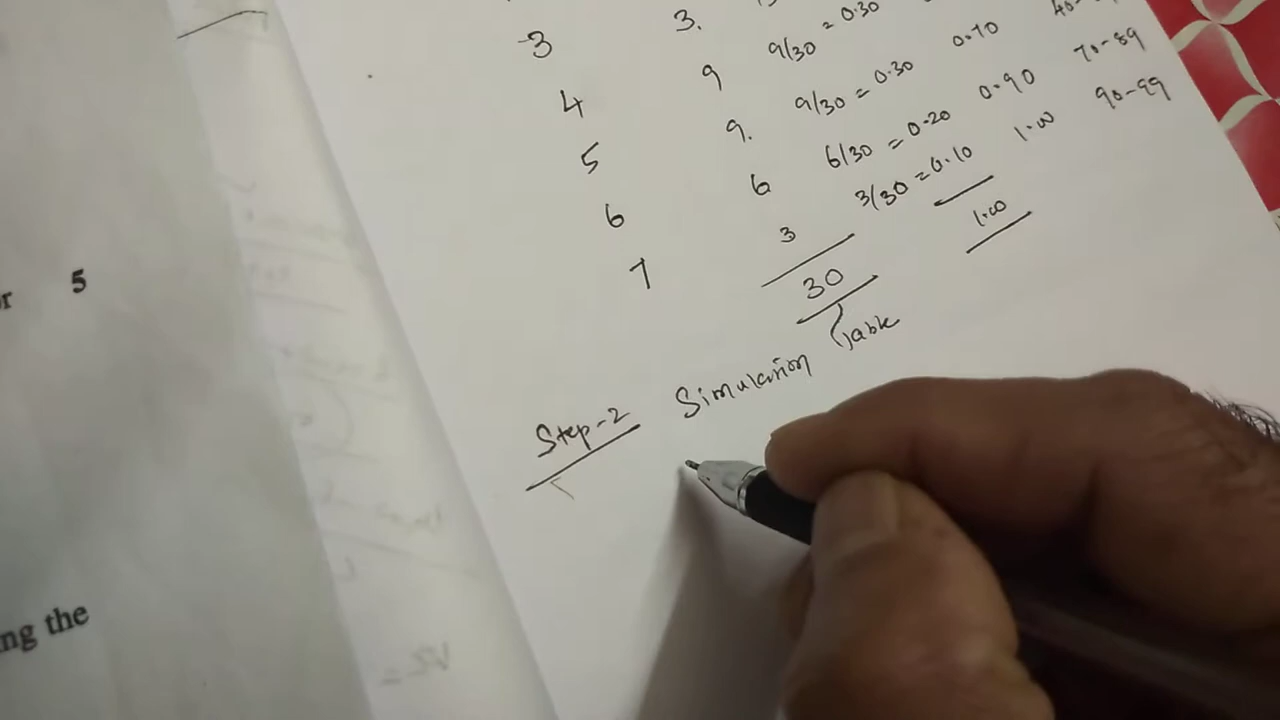 3 3. 9/30 = 0.30
4 9 9/30 = 0.30 0.70
5 9. 6/30 = 0.20 0.90 70-89
6 6 3/30 = 0.10 1.00 90-99
7 3 1.00
30
Step-2 Simulation Table
5
ing the